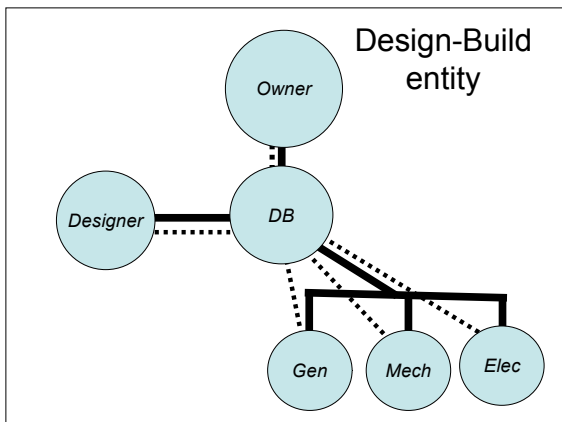 Design-Build
entity
Owner
Designer
DB
Gen
Mech
Elec